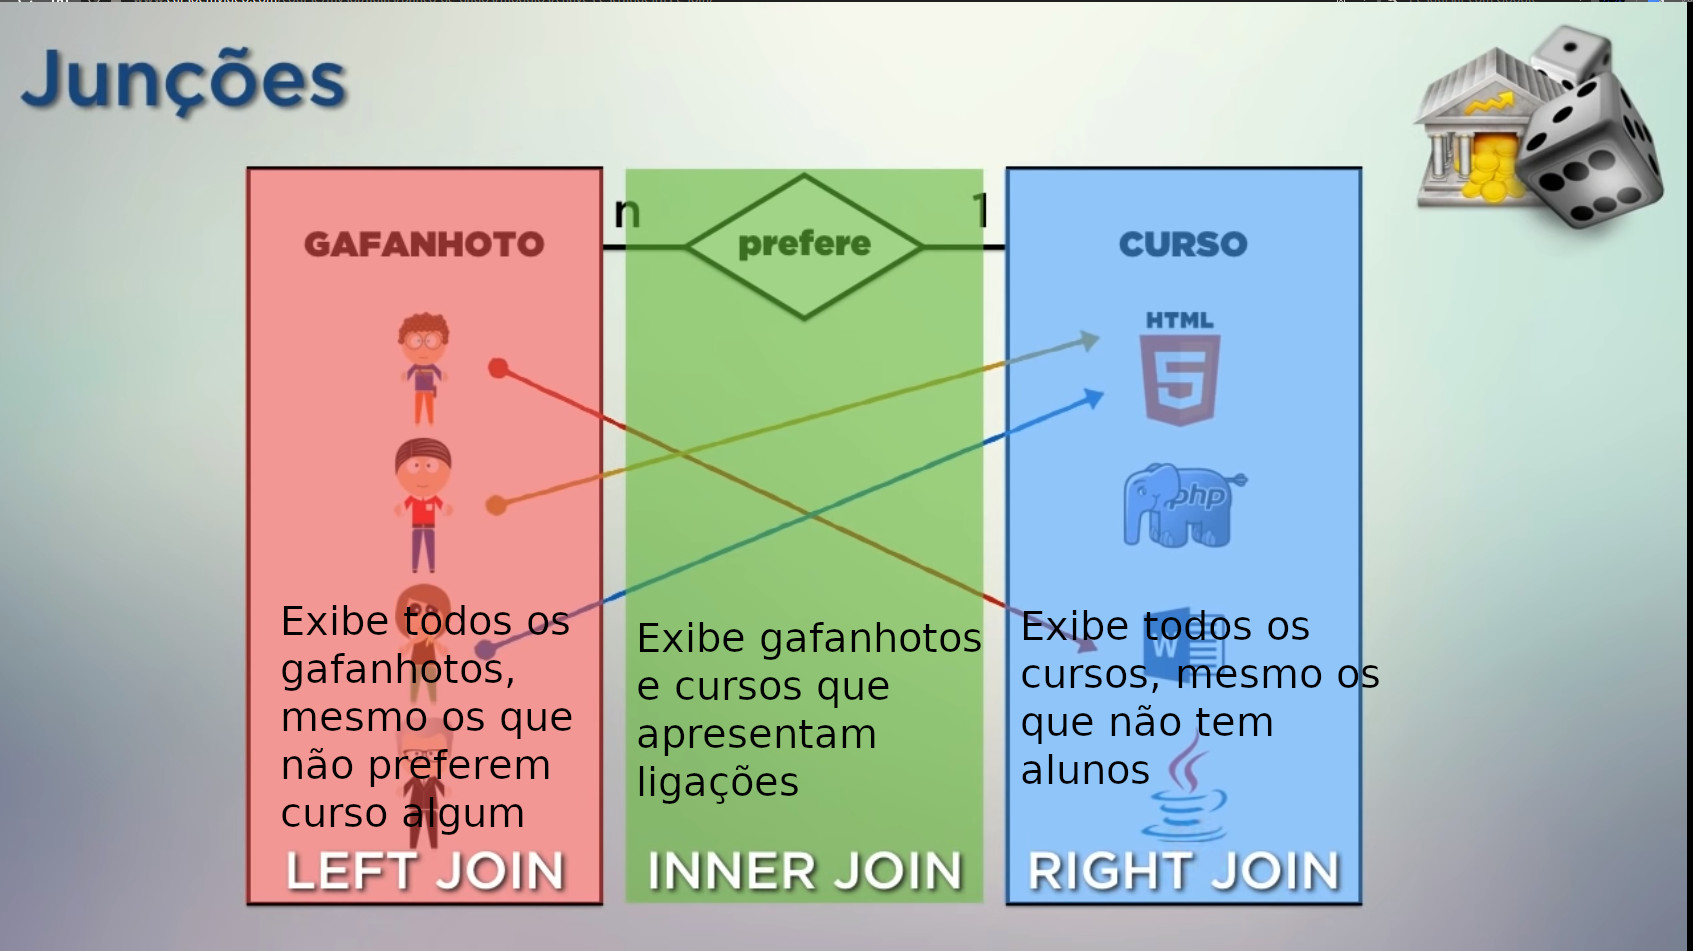 Junções
n
1
GAFANHOTO
prefere
CURSO
HTML
5
php
W
Exibe todos os
gafanhotos,
mesmo os que
não preferem
curso algum
LEFT JOIN
Exibe gafanhotos
e cursos que
apresentam
ligações
INNER JOIN
Exibe todos os
cursos, mesmo os
que não tem
alunos
RIGHT JOIN